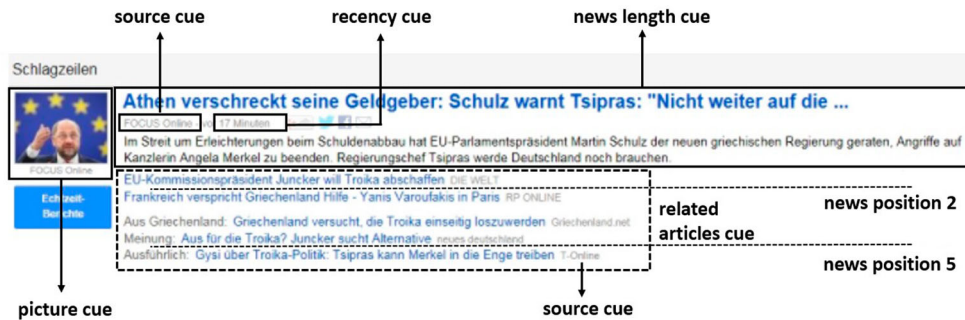 source cue
recency cue
news length cue
Schlagzeilen
Athen verschreckt seine Geldgeber: Schulz warnt Tsipras: "Nicht weiter auf die ...
FOCUS Online vor 17 Minuten
Im Streit um Erleichterungen beim Schuldenabbau hat EU-Parlamentspräsident Martin Schulz der neuen griechischen Regierung geraten, Angriffe auf
Kanzlerin Angela Merkel zu beenden. Regierungschef Tsipras werde Deutschland noch brauchen.
FOCUS Online
EU-Kommissionspräsident Juncker will Troika abschaffen DIE WELT
Echtzeit-
Berichte
Frankreich verspricht Griechenland Hilfe - Yanis Varoufakis in Paris RP ONLINE
news position 2
related
articles cue
Aus Griechenland: Griechenland versucht, die Troika einseitig loszuwerden Griechenland.net
Meinung: Aus für die Troika? Juncker sucht Alternative neues deutschland
Ausführlich: Gysi über Troika-Politik: Tsipras kann Merkel in die Enge treiben T-Online
news position 5
picture cue
source cue